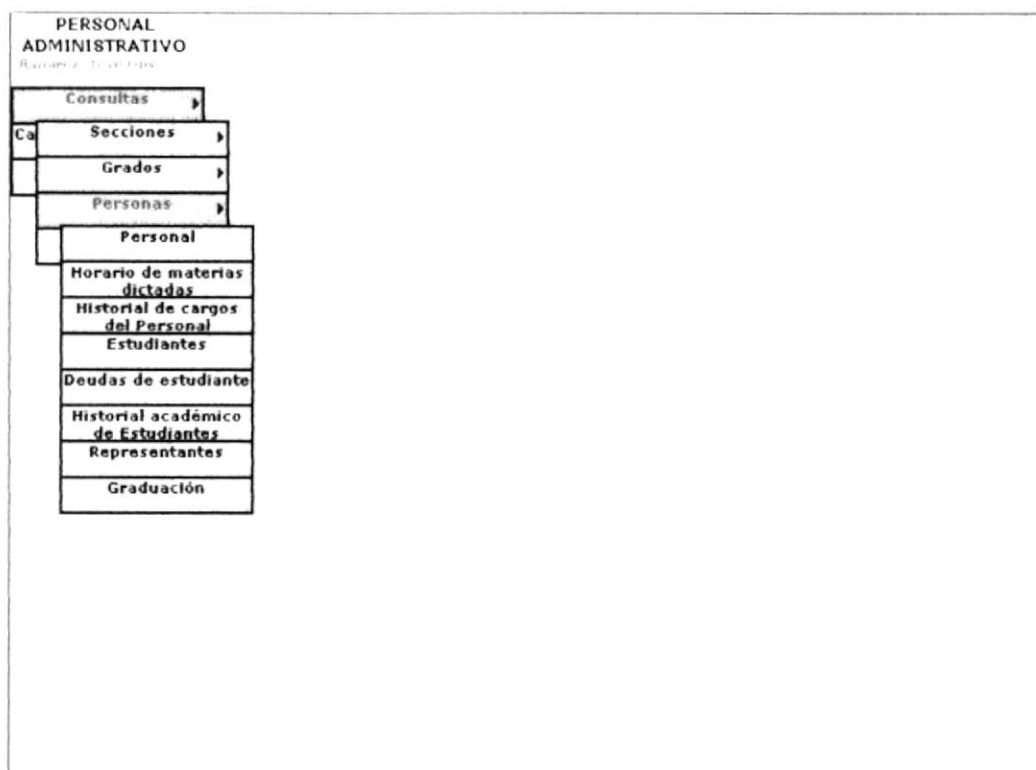 PERSONAL
ADMINISTRATIVO
Consultas
Ca
Secciones
Grados
Personas
Personal
Horario de materias
dictadas
Historial de cargos
del Personal
Estudiantes
Deudas de estudiante
Historial académico
de Estudiantes
Representantes
Graduación